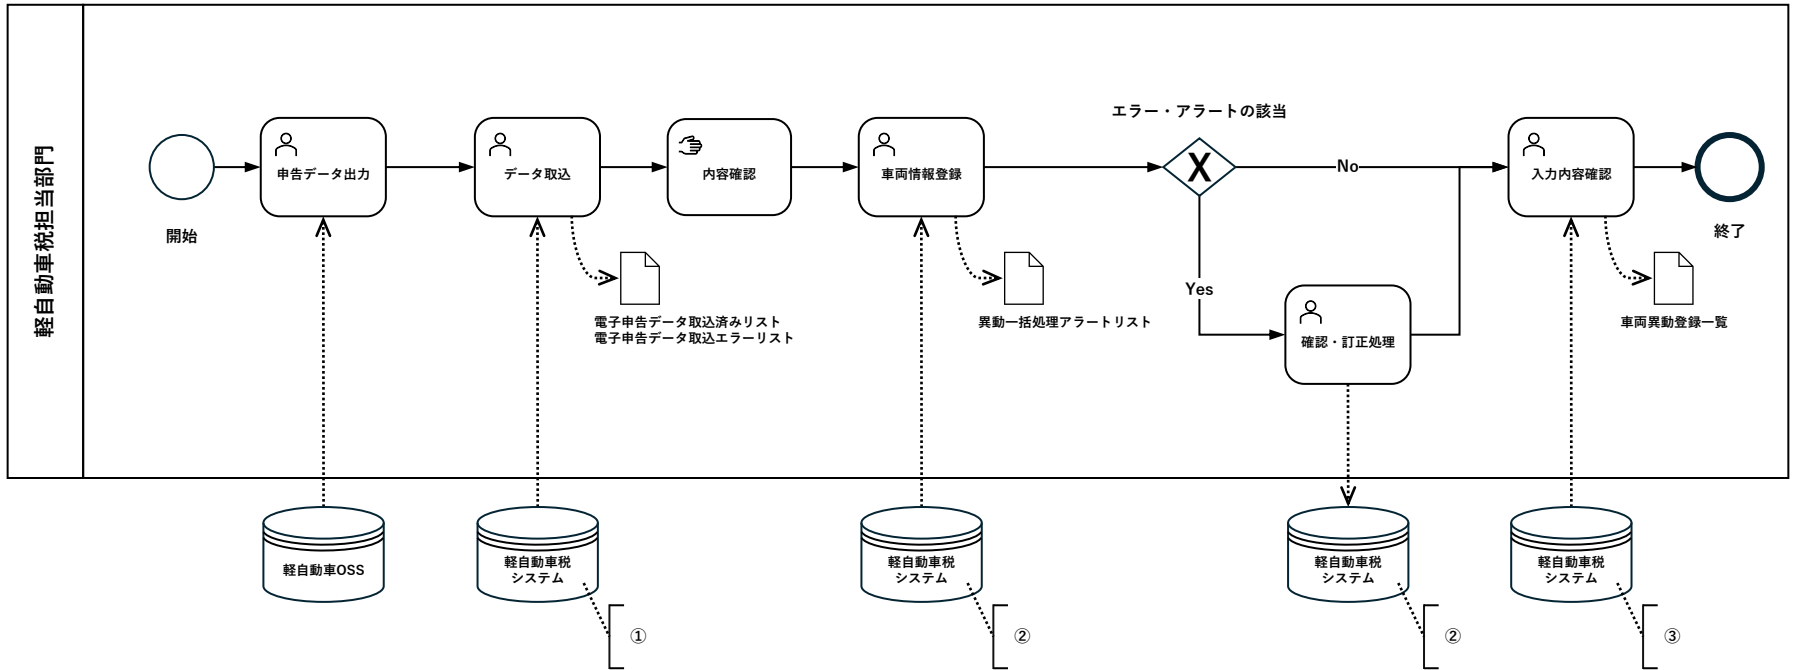 軽自動車税担当部門
エラー・アラートの該当
開始
申告データ出力
データ取込
内容確認
車両情報登録
X
No
入力内容確認
終了
Yes
電子申告データ取込済みリスト
電子申告データ取込エラーリスト
異動一括処理アラートリスト
確認・訂正処理
車両異動登録一覧
軽自動車OSS
軽自動車税
システム
①
軽自動車税
システム
②
軽自動車税
システム
②
軽自動車税
システム
③